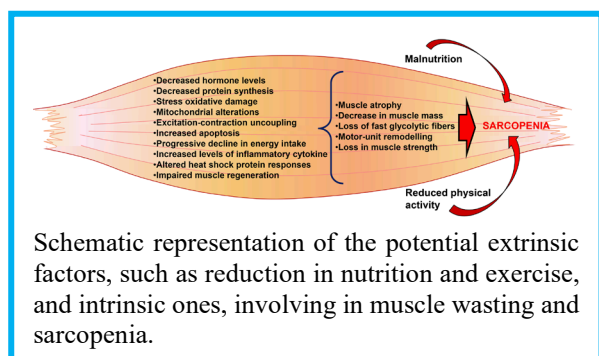 Malnutrition
•Decreased hormone levels
•Decreased protein synthesis
•Stress oxidative damage
•Mitochondrial alterations
•Excitation-contraction uncoupling
•Increased apoptosis
•Progressive decline in energy intake
•Increased levels of inflammatory cytokine
•Altered heat shock protein responses
•Impaired muscle regeneration
•Muscle atrophy
•Decrease in muscle mass
•Loss of fast glycolytic fibers
•Motor-unit remodelling
•Loss in muscle strength
SARCOPENIA
Reduced physical
activity
Schematic representation of the potential extrinsic
factors, such as reduction in nutrition and exercise,
and intrinsic ones, involving in muscle wasting and
sarcopenia.